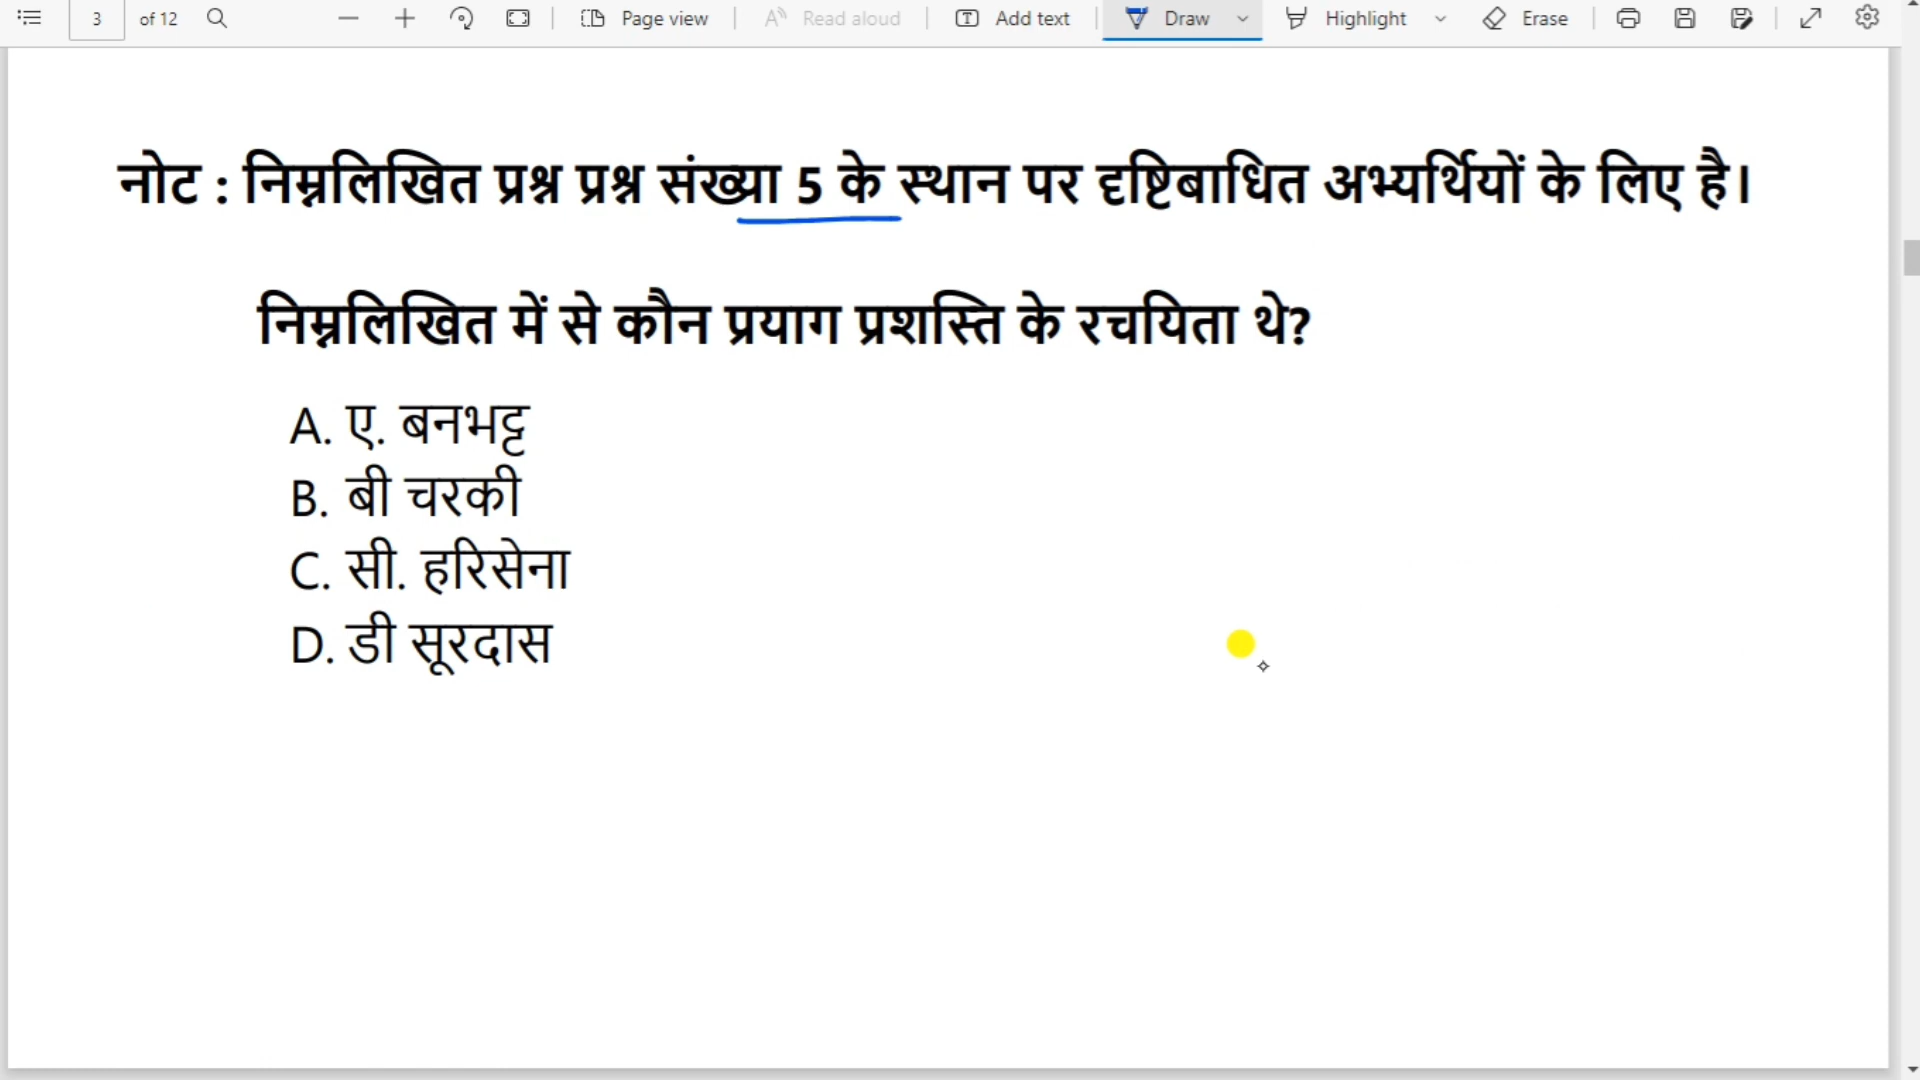 3 of 12 Page view Read aloud Add text Draw Highlight Erase
नोट : निम्नलिखित प्रश्न प्रश्न संख्या 5 के स्थान पर दृष्टिबाधित अभ्यर्थियों के लिए है।
निम्नलिखित में से कौन प्रयाग प्रशस्ति के रचयिता थे?
A. ए. बनभट्ट
B. बी चरकी
C. सी. हरिसेना
D. डी सूरदास